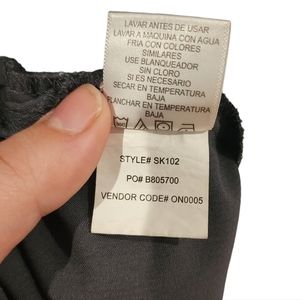 LAVAR ANTES DE USAR
LAVAR A MAQUINA CON AGUA
FRIA CON COLORES
SIMILARES
USE BLANQUEADOR
SIN CLORO
SI ES NECESARIO
SECAR EN TEMPERATURA
BAJA
PLANCHAR EN TEMPERATURA
BAJA
STYLE# SK102
PO# B805700
VENDOR CODE# ON0005